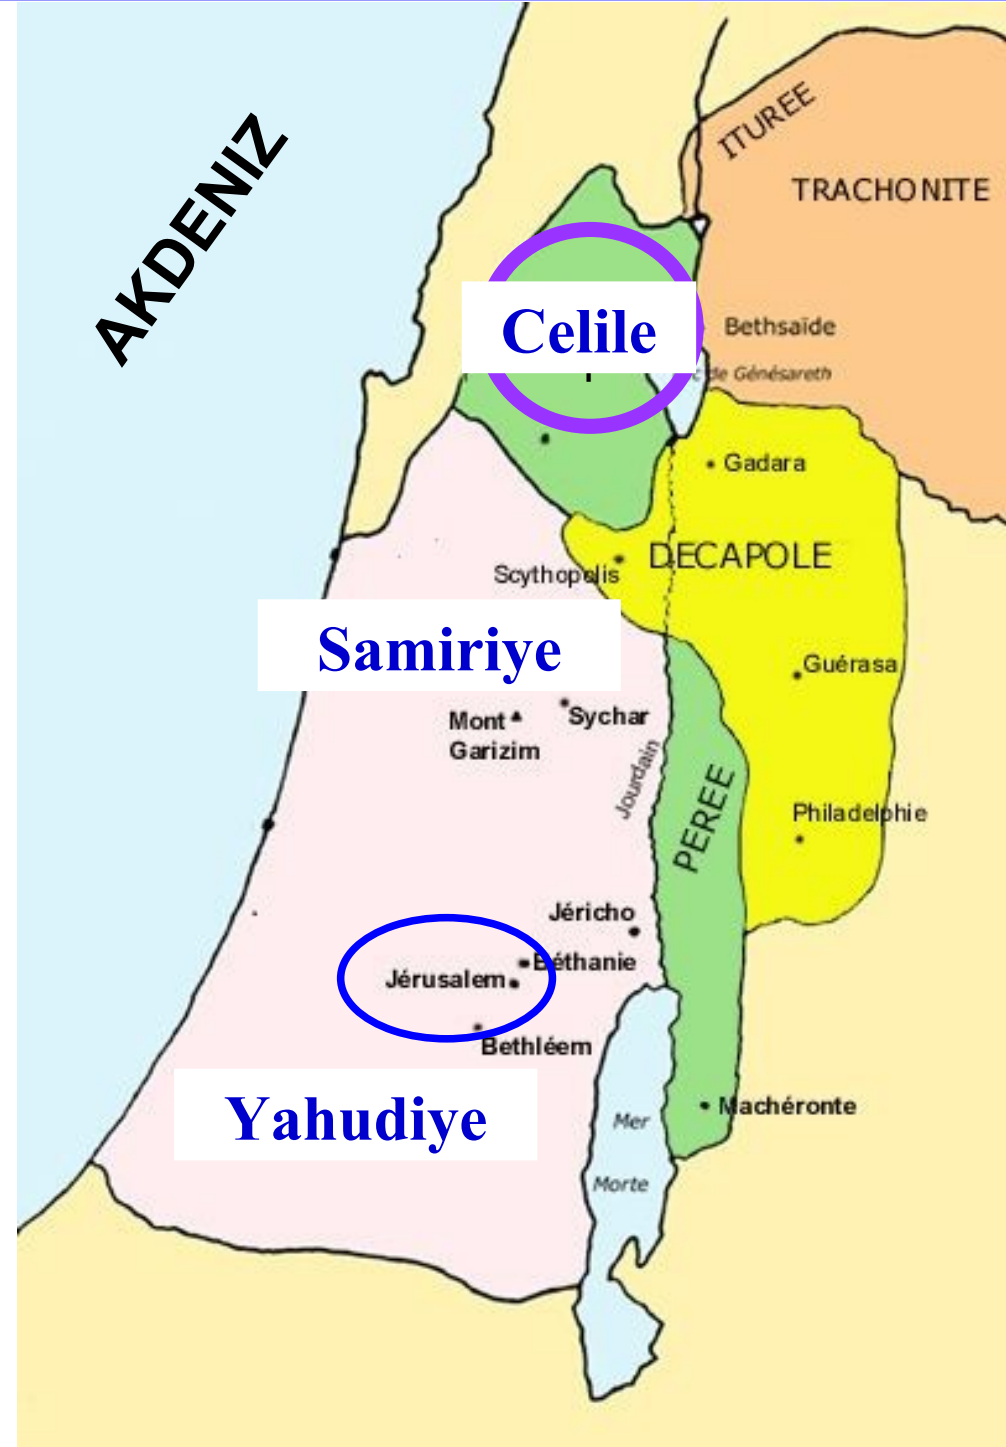 AKDENIZ
ITUREE
TRACHONITE
Celile
Bethsaïde
de Génésareth
Gadara
DECAPOLE
Scythopolis
Samiriye
Guérasa
Sychar
Mont
Garizim
Jourdain
PEREE
Philadelphie
Jéricho
Béthanie
Jérusalem
Bethléem
Yahudiye
Machéronte
Mer
Morte